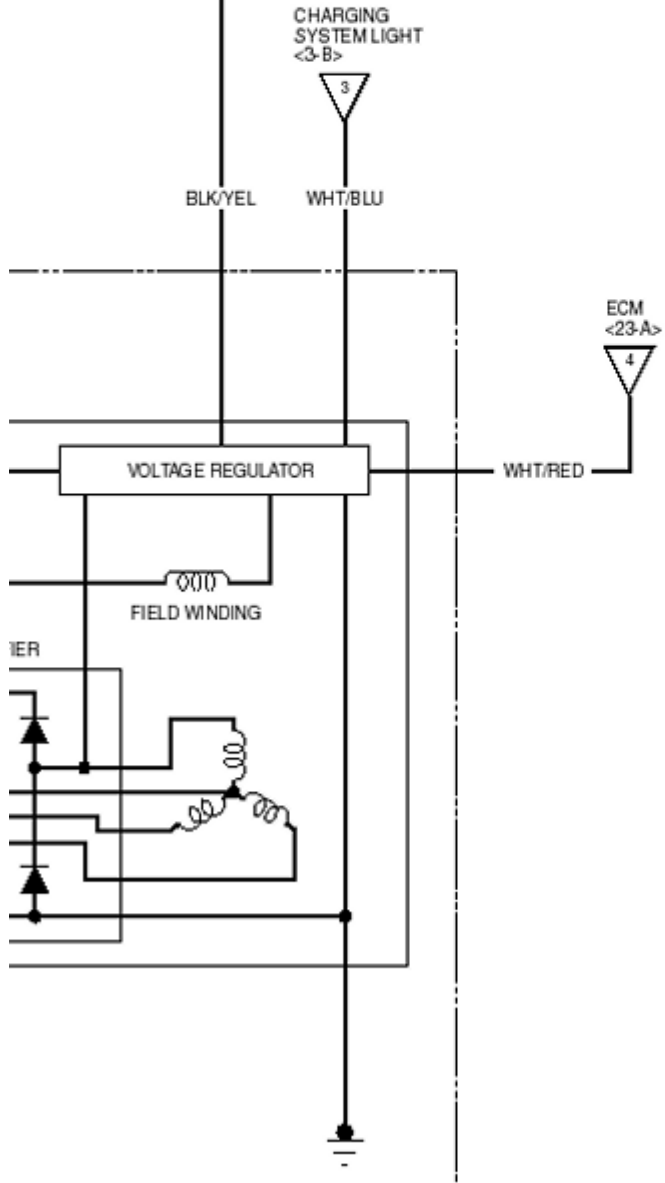 CHARGING
SYSTEM LIGHT
<3-B>
3
BLK/YEL WHT/BLU
ECM
<23-A>
4
VOLTAGE REGULATOR
WHT/RED
FIELD WINDING
IER